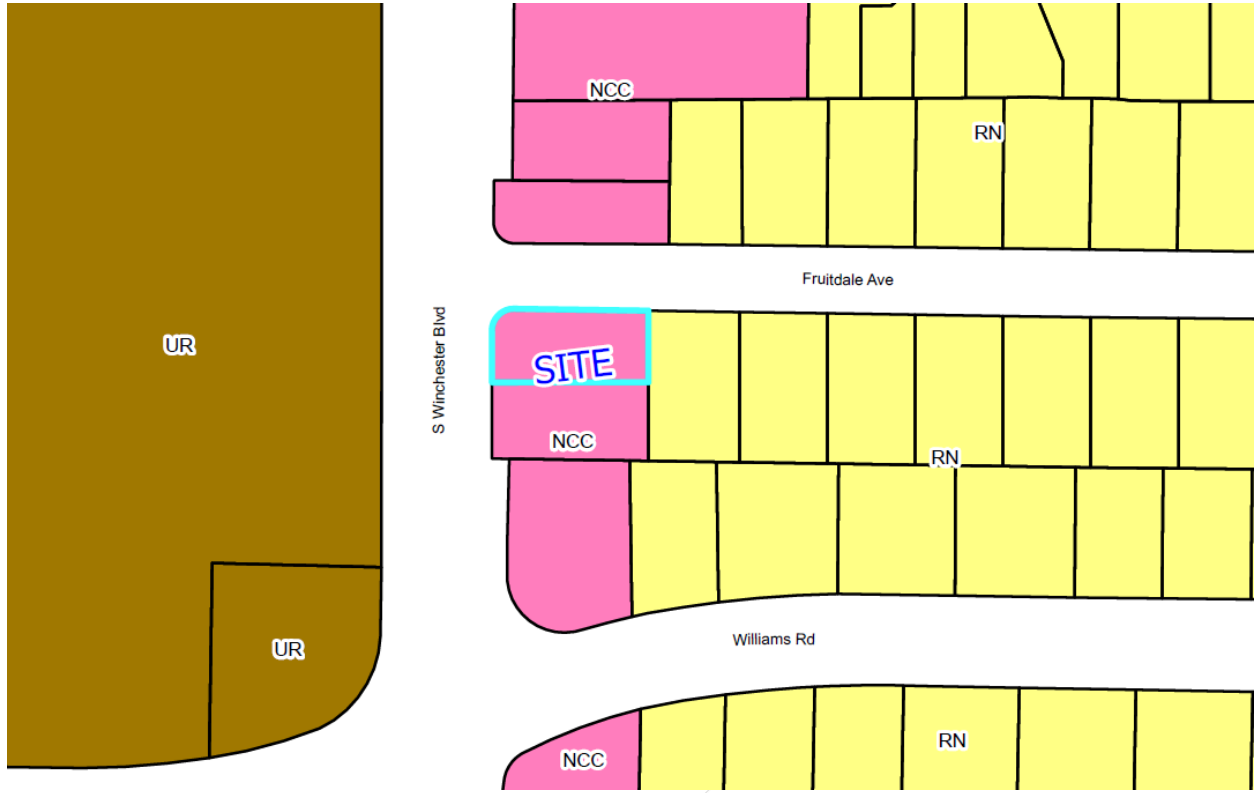 NCC
RN
Fruitdale Ave
S Winchester Blvd
UR
SITE
NCC
RN
Williams Rd
UR
RN
NCC